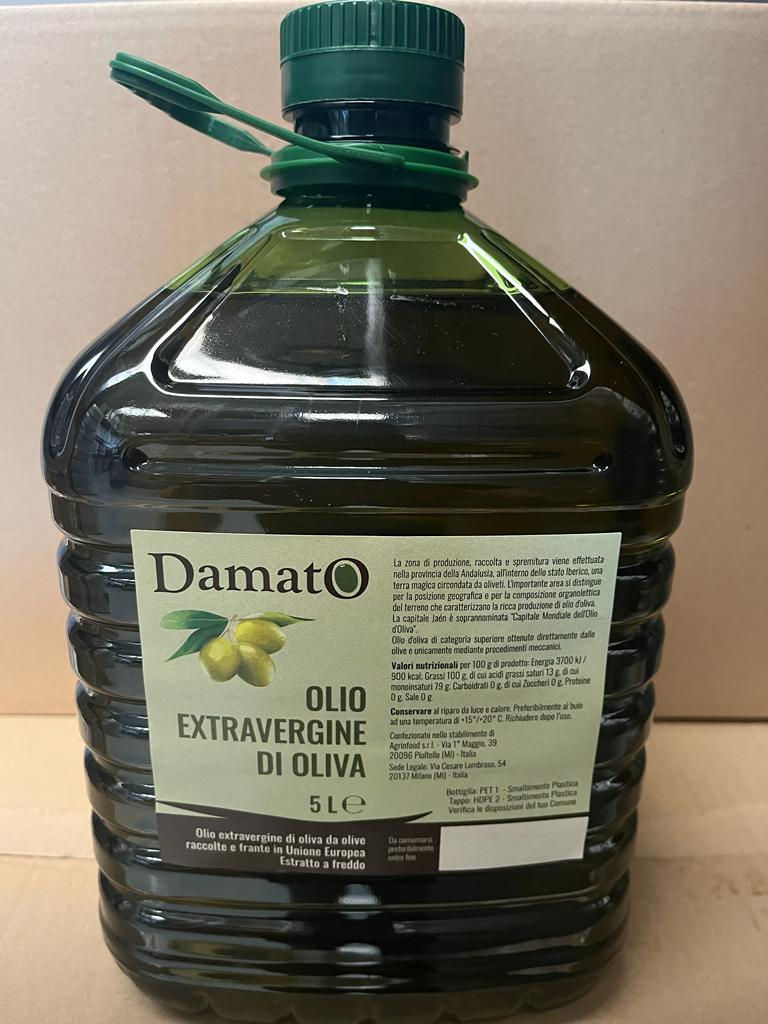 DamatO
OLIO
EXTRAVERGINE
DI OLIVA
5 L ℮
Olio extravergine di oliva da olive
raccolte e frante in Unione Europea
Estratto a freddo
La zona di produzione, raccolta e spremitura viene effettuata
nella provincia della Andalusia, all'interno dello stato Iberico, una
terra magica circondata da oliveti. L'importante area si distingue
per la posizione geografica e per la composizione organolettica
del terreno che caratterizzano la ricca produzione di olio d'oliva.
La capitale Jaén è soprannominata "Capitale Mondiale dell'Olio
d'Oliva".
Olio d'oliva di categoria superiore ottenuto direttamente dalle
olive e unicamente mediante procedimenti meccanici.
Valori nutrizionali per 100 g di prodotto: Energia 3700 kJ /
900 kcal; Grassi 100 g, di cui acidi grassi saturi 13 g, di cui
monoinsaturi 79 g; Carboidrati 0 g, di cui Zuccheri 0 g, Proteine
0 g, Sale 0 g.
Conservare al riparo da luce e calore. Preferibilmente al buio
ad una temperatura di +15°/+20° C. Richiudere dopo l'uso.
Confezionato nello stabilimento di
Agrinfood s.r.l. - Via 1° Maggio, 39
20096 Pioltello (MI) - Italia
Sede Legale: Via Cesare Lombroso, 54
20137 Milano (MI) - Italia
Bottiglia: PET 1 - Smaltimento Plastica
Tappo: HDPE 2 - Smaltimento Plastica
Verifica le disposizioni del tuo Comune
Da consumarsi
preferibilmente
entro fine